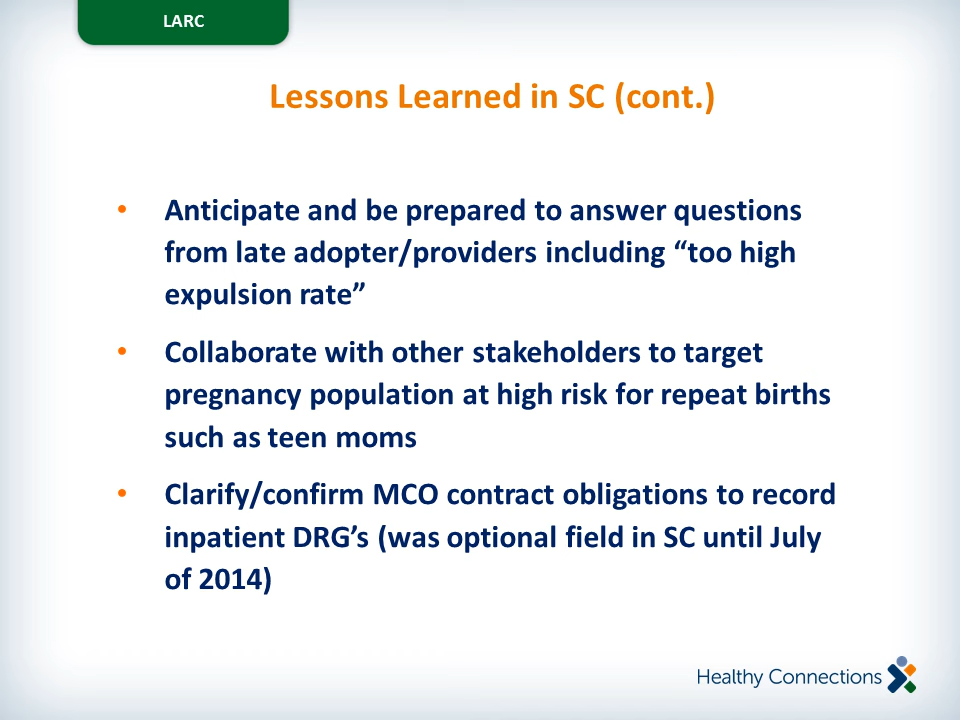 LARC
Lessons Learned in SC (cont.)
• Anticipate and be prepared to answer questions
from late adopter/providers including “too high
expulsion rate”
• Collaborate with other stakeholders to target
pregnancy population at high risk for repeat births
such as teen moms
• Clarify/confirm MCO contract obligations to record
inpatient DRG’s (was optional field in SC until July
of 2014)
Healthy Connections